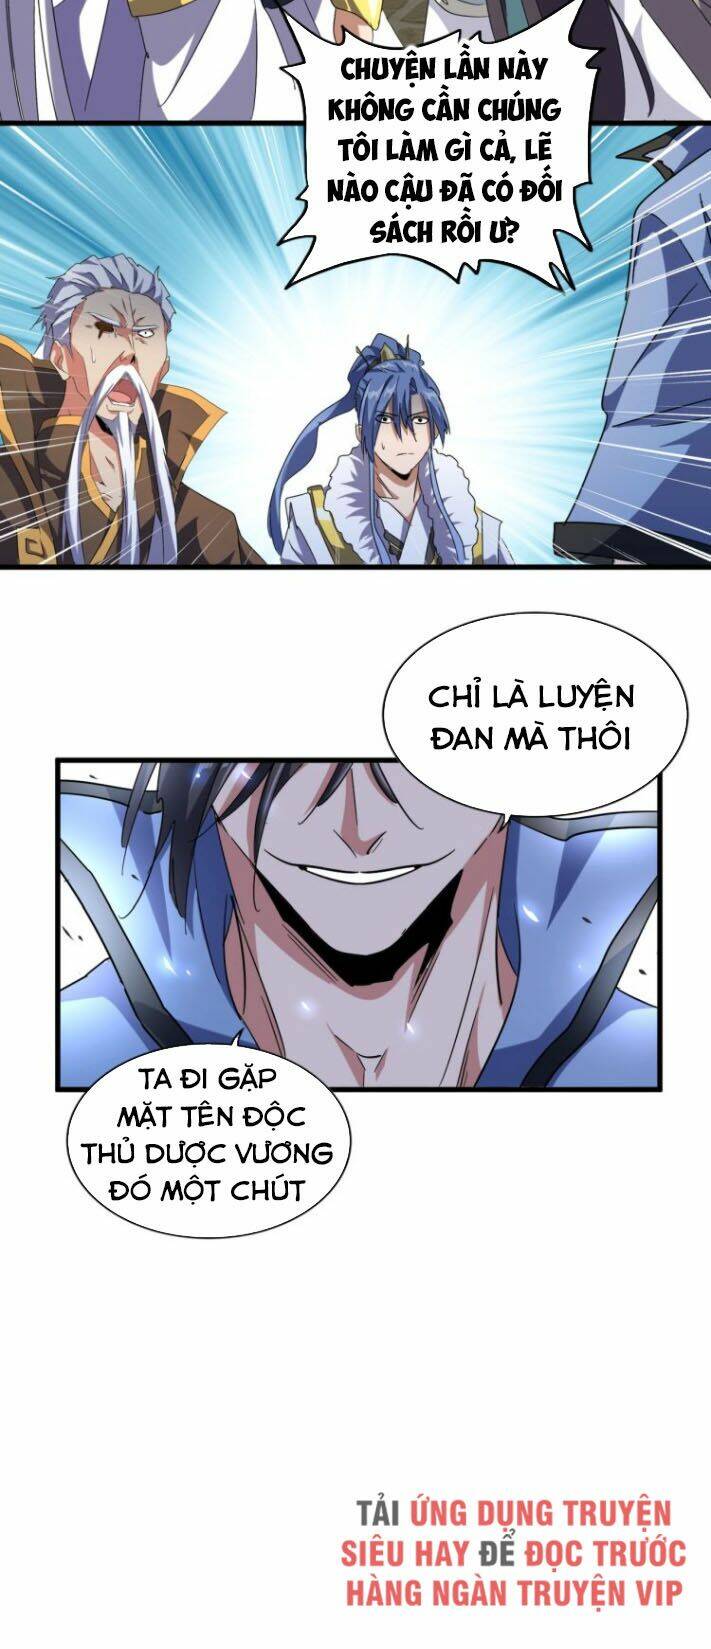 CHUYỆN LẦN NÀY
KHÔNG CẦN CHÚNG
TÔI LÀM GÌ CẢ, LẼ
NÀO CẬU ĐÃ CÓ ĐỐI
SÁCH RỒI Ư?
CHỈ LÀ LUYỆN
ĐAN MÀ THÔI
TA ĐI GẶP
MẶT TÊN ĐỘC
THỦ DƯỢC VƯƠNG
ĐÓ MỘT CHÚT
TẢI ỨNG DỤNG TRUYỆN
SIÊU HAY ĐỂ ĐỌC TRƯỚC
HÀNG NGÀN TRUYỆN VIP